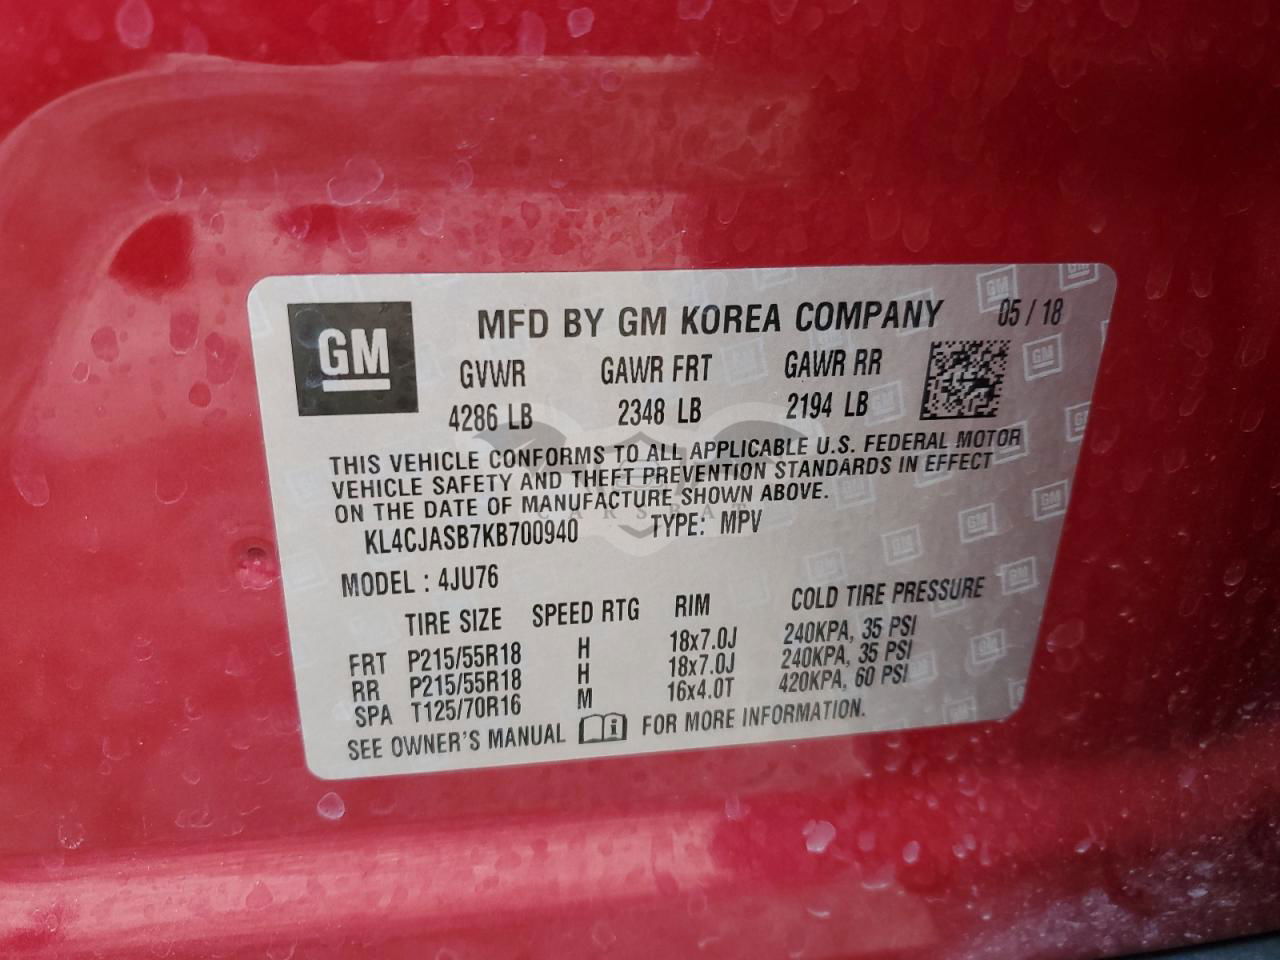 GM
MFD BY GM KOREA COMPANY 05 / 18
GVWR GAWR FRT GAWR RR
4286 LB 2348 LB 2194 LB
THIS VEHICLE CONFORMS TO ALL APPLICABLE U.S. FEDERAL MOTOR
VEHICLE SAFETY AND THEFT PREVENTION STANDARDS IN EFFECT
ON THE DATE OF MANUFACTURE SHOWN ABOVE.
CARSBAT
KL4CJASB7KB700940 TYPE: MPV
MODEL : 4JU76
TIRE SIZE SPEED RTG RIM COLD TIRE PRESSURE
FRT P215/55R18 H 18x7.0J 240KPA, 35 PSI
RR P215/55R18 H 18x7.0J 240KPA, 35 PSI
SPA T125/70R16 M 16x4.0T 420KPA, 60 PSI
SEE OWNER'S MANUAL i FOR MORE INFORMATION.